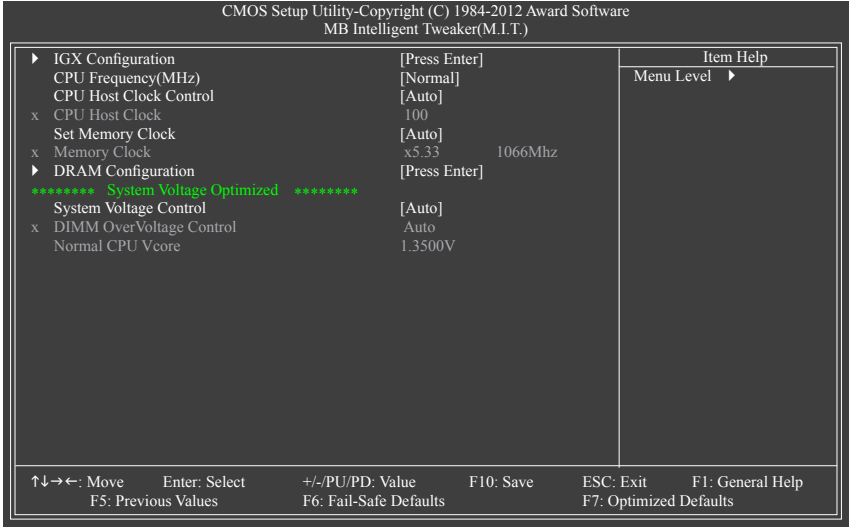 CMOS Setup Utility-Copyright (C) 1984-2012 Award Software
MB Intelligent Tweaker(M.I.T.)
▶ IGX Configuration [Press Enter]
CPU Frequency(MHz) [Normal]
CPU Host Clock Control [Auto]
x CPU Host Clock 100
Set Memory Clock [Auto]
x Memory Clock x5.33 1066Mhz
▶ DRAM Configuration [Press Enter]
******** System Voltage Optimized ********
System Voltage Control [Auto]
x DIMM OverVoltage Control Auto
Normal CPU Vcore 1.3500V
Item Help
Menu Level ▶
↑↓→←: Move Enter: Select +/-/PU/PD: Value F10: Save ESC: Exit F1: General Help
F5: Previous Values F6: Fail-Safe Defaults F7: Optimized Defaults